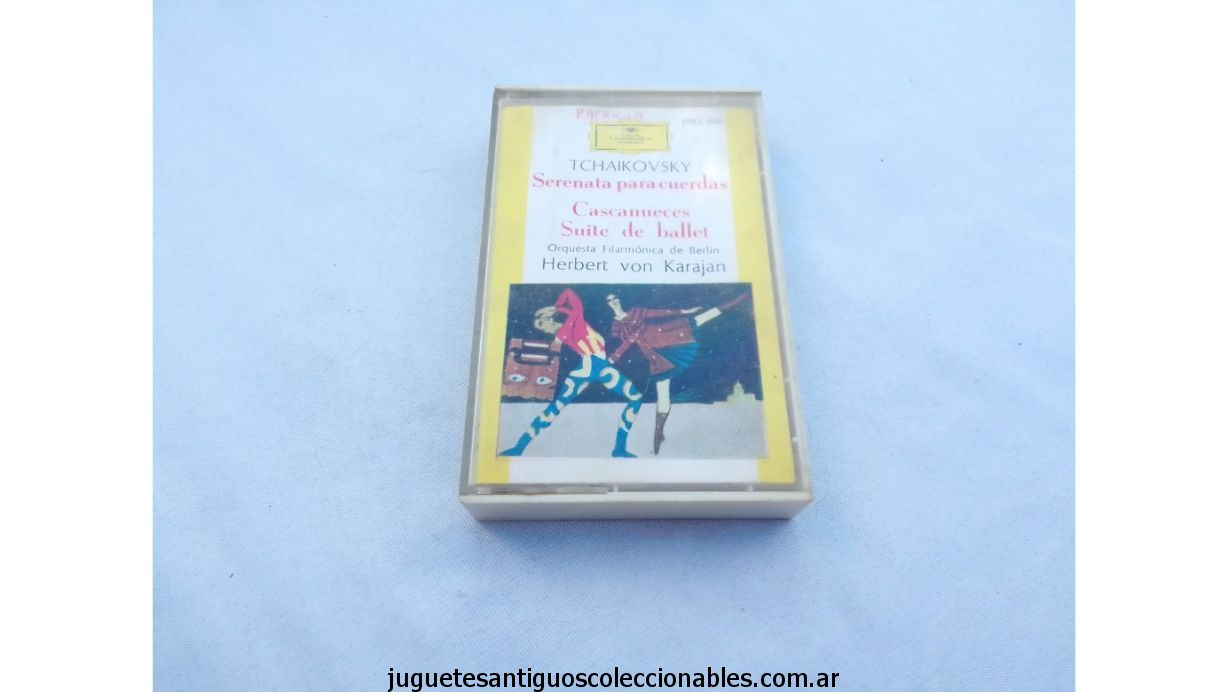 TCHAIKOVSKY
Serenata para cuerdas
Cascanueces
Suite de ballet
Orquesta Filarmónica de Berlín
Herbert von Karajan
juguetesantiguoscoleccionables.com.ar